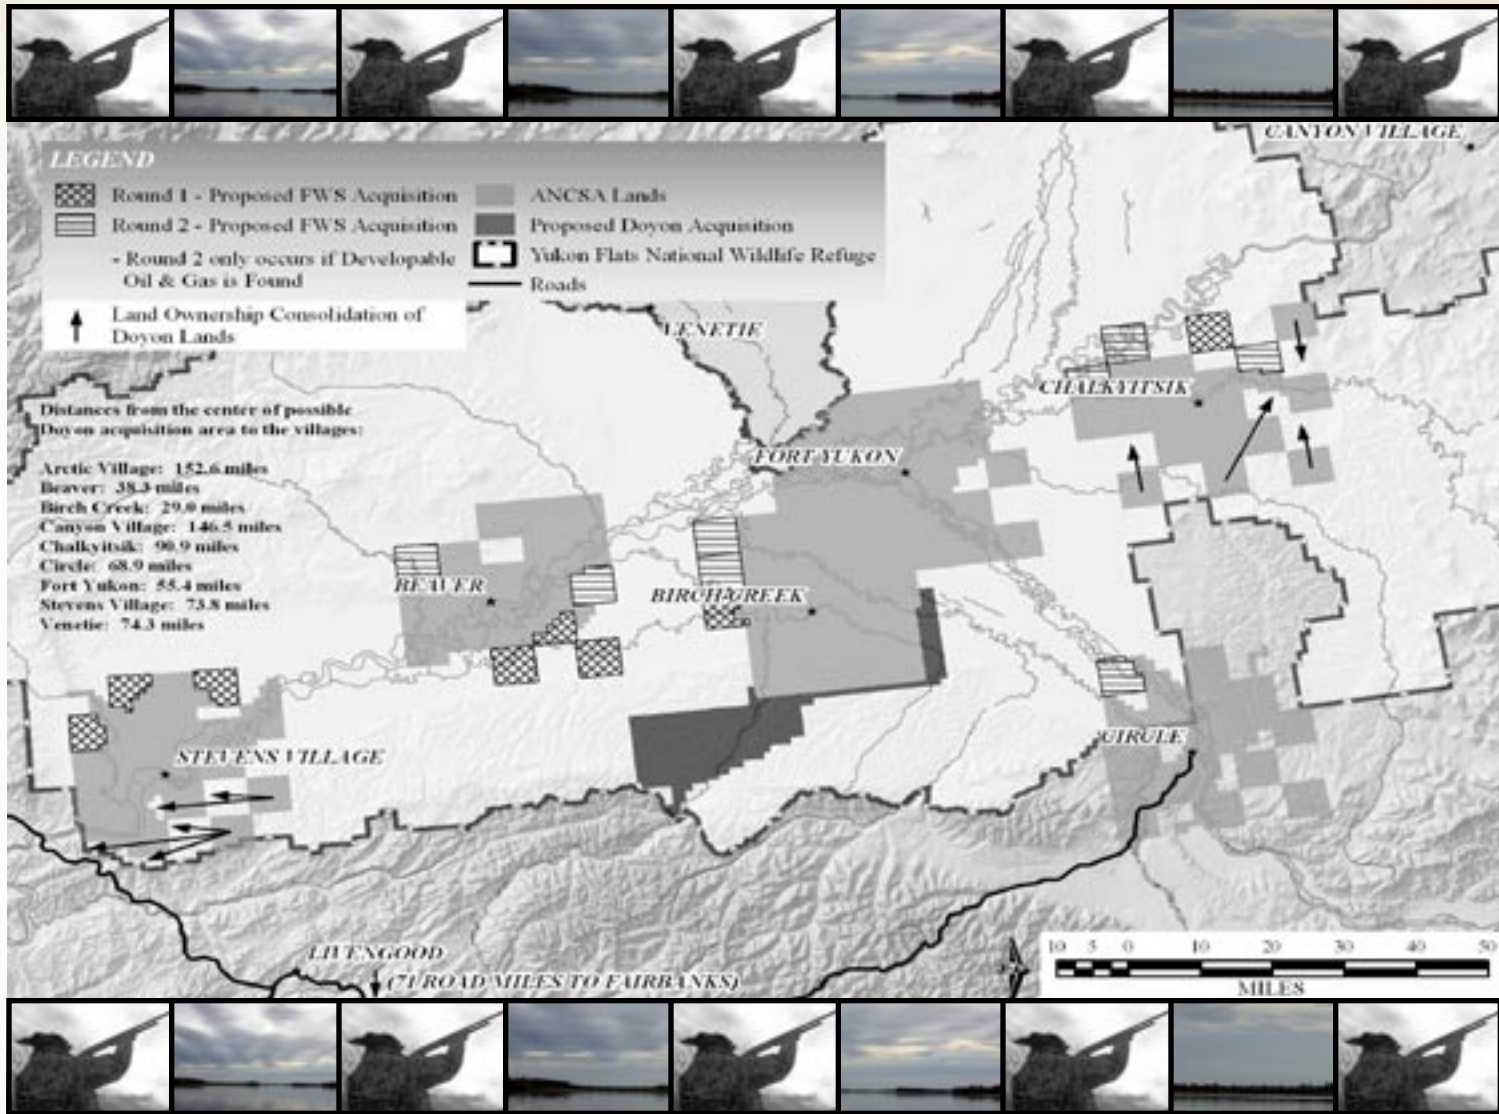 CANYON VILLAGE
LEGEND
Round 1 - Proposed FWS Acquisition
Round 2 - Proposed FWS Acquisition
- Round 2 only occurs if Developable
Oil & Gas is Found
Land Ownership Consolidation of
Doyon Lands
ANCSA Lands
Proposed Doyon Acquisition
Yukon Flats National Wildlife Refuge
Roads
VENETIE
CHALKYITSIK
Distances from the center of possible
Doyon acquisition area to the villages:
Arctic Village: 152.6 miles
Beaver: 38.3 miles
Birch Creek: 29.0 miles
Canyon Village: 146.5 miles
Chalkyitsik: 90.9 miles
Circle: 68.9 miles
Fort Yukon: 55.4 miles
Stevens Village: 73.8 miles
Venetie: 74.3 miles
FORT YUKON
BEAVER
BIRCH CREEK
STEVENS VILLAGE
LIVENGOOD
(71 ROAD MILES TO FAIRBANKS)
10 5 0 10 20 30 40 50
MILES